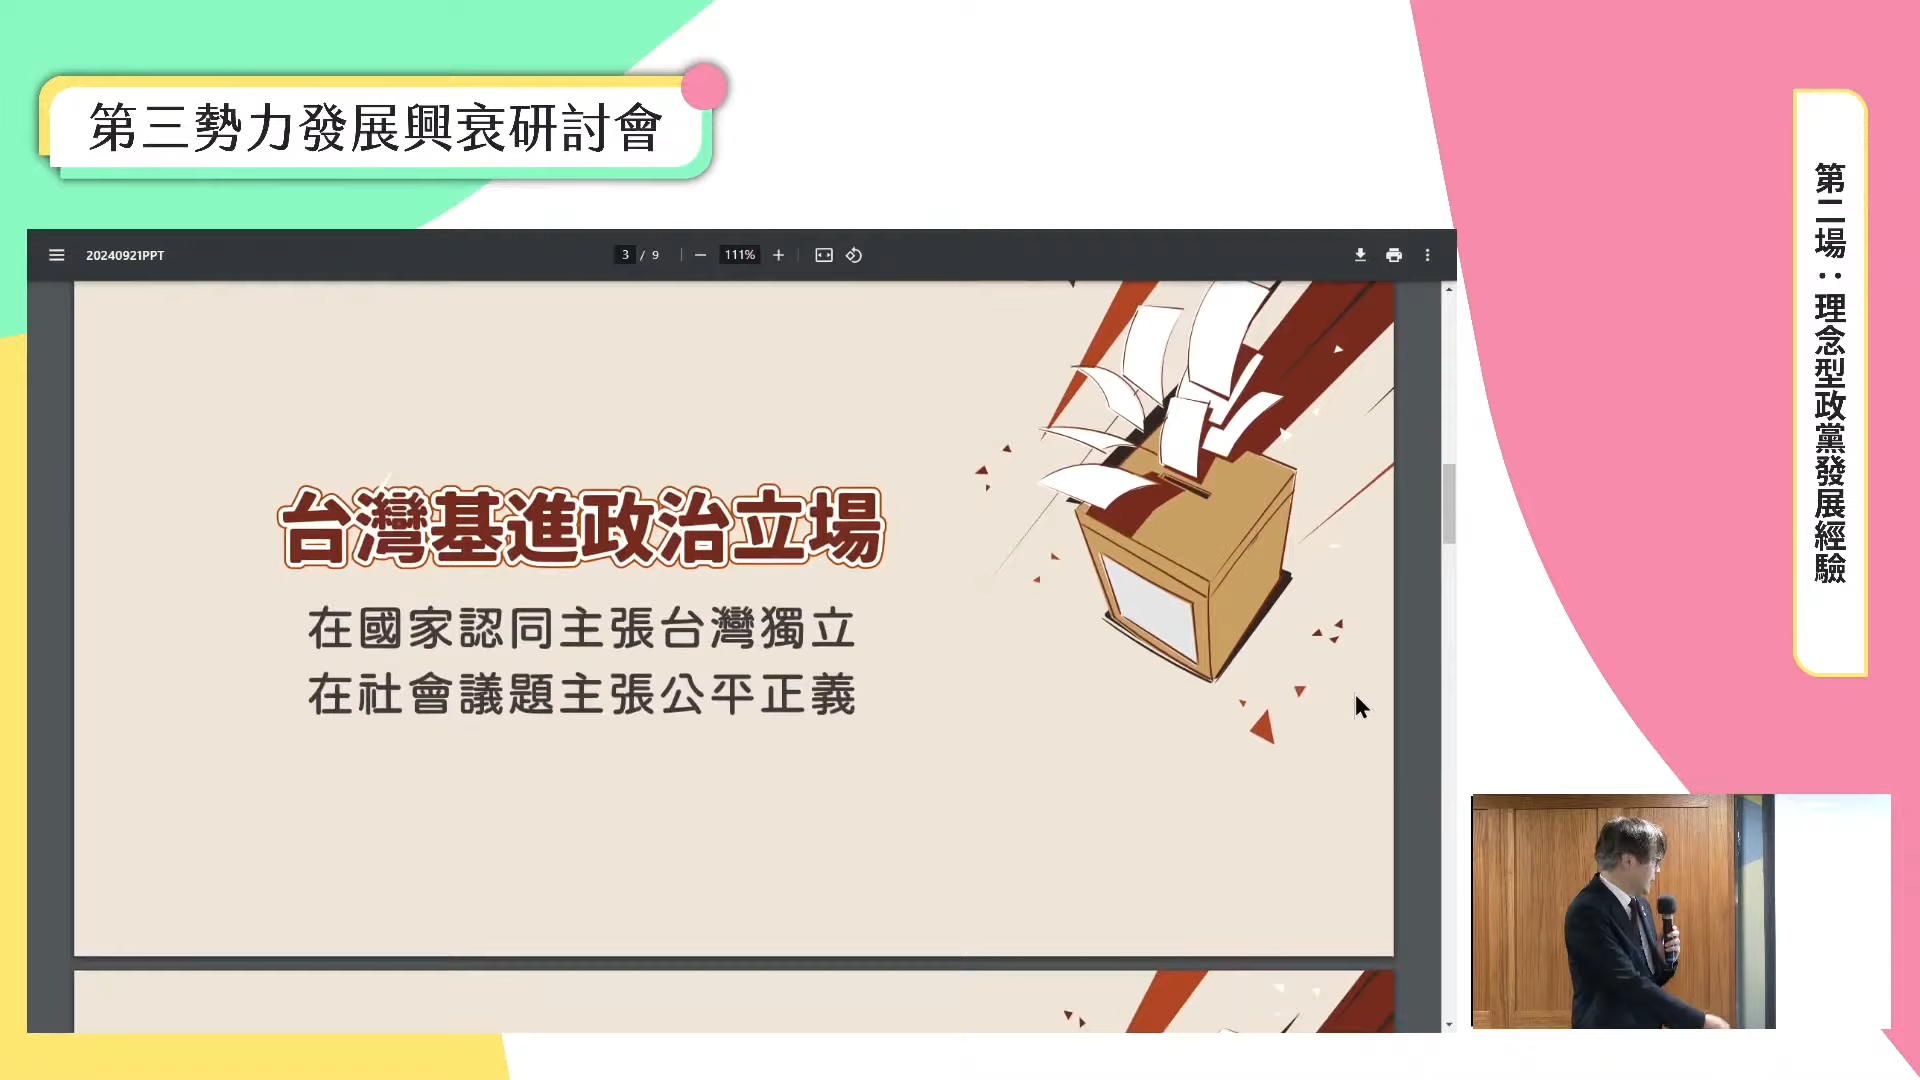 第三勢力發展興衰研討會
20240921PPT
3 / 9
111%
台灣基進政治立場
在國家認同主張台灣獨立
在社會議題主張公平正義
第二場：理念型政黨發展經驗